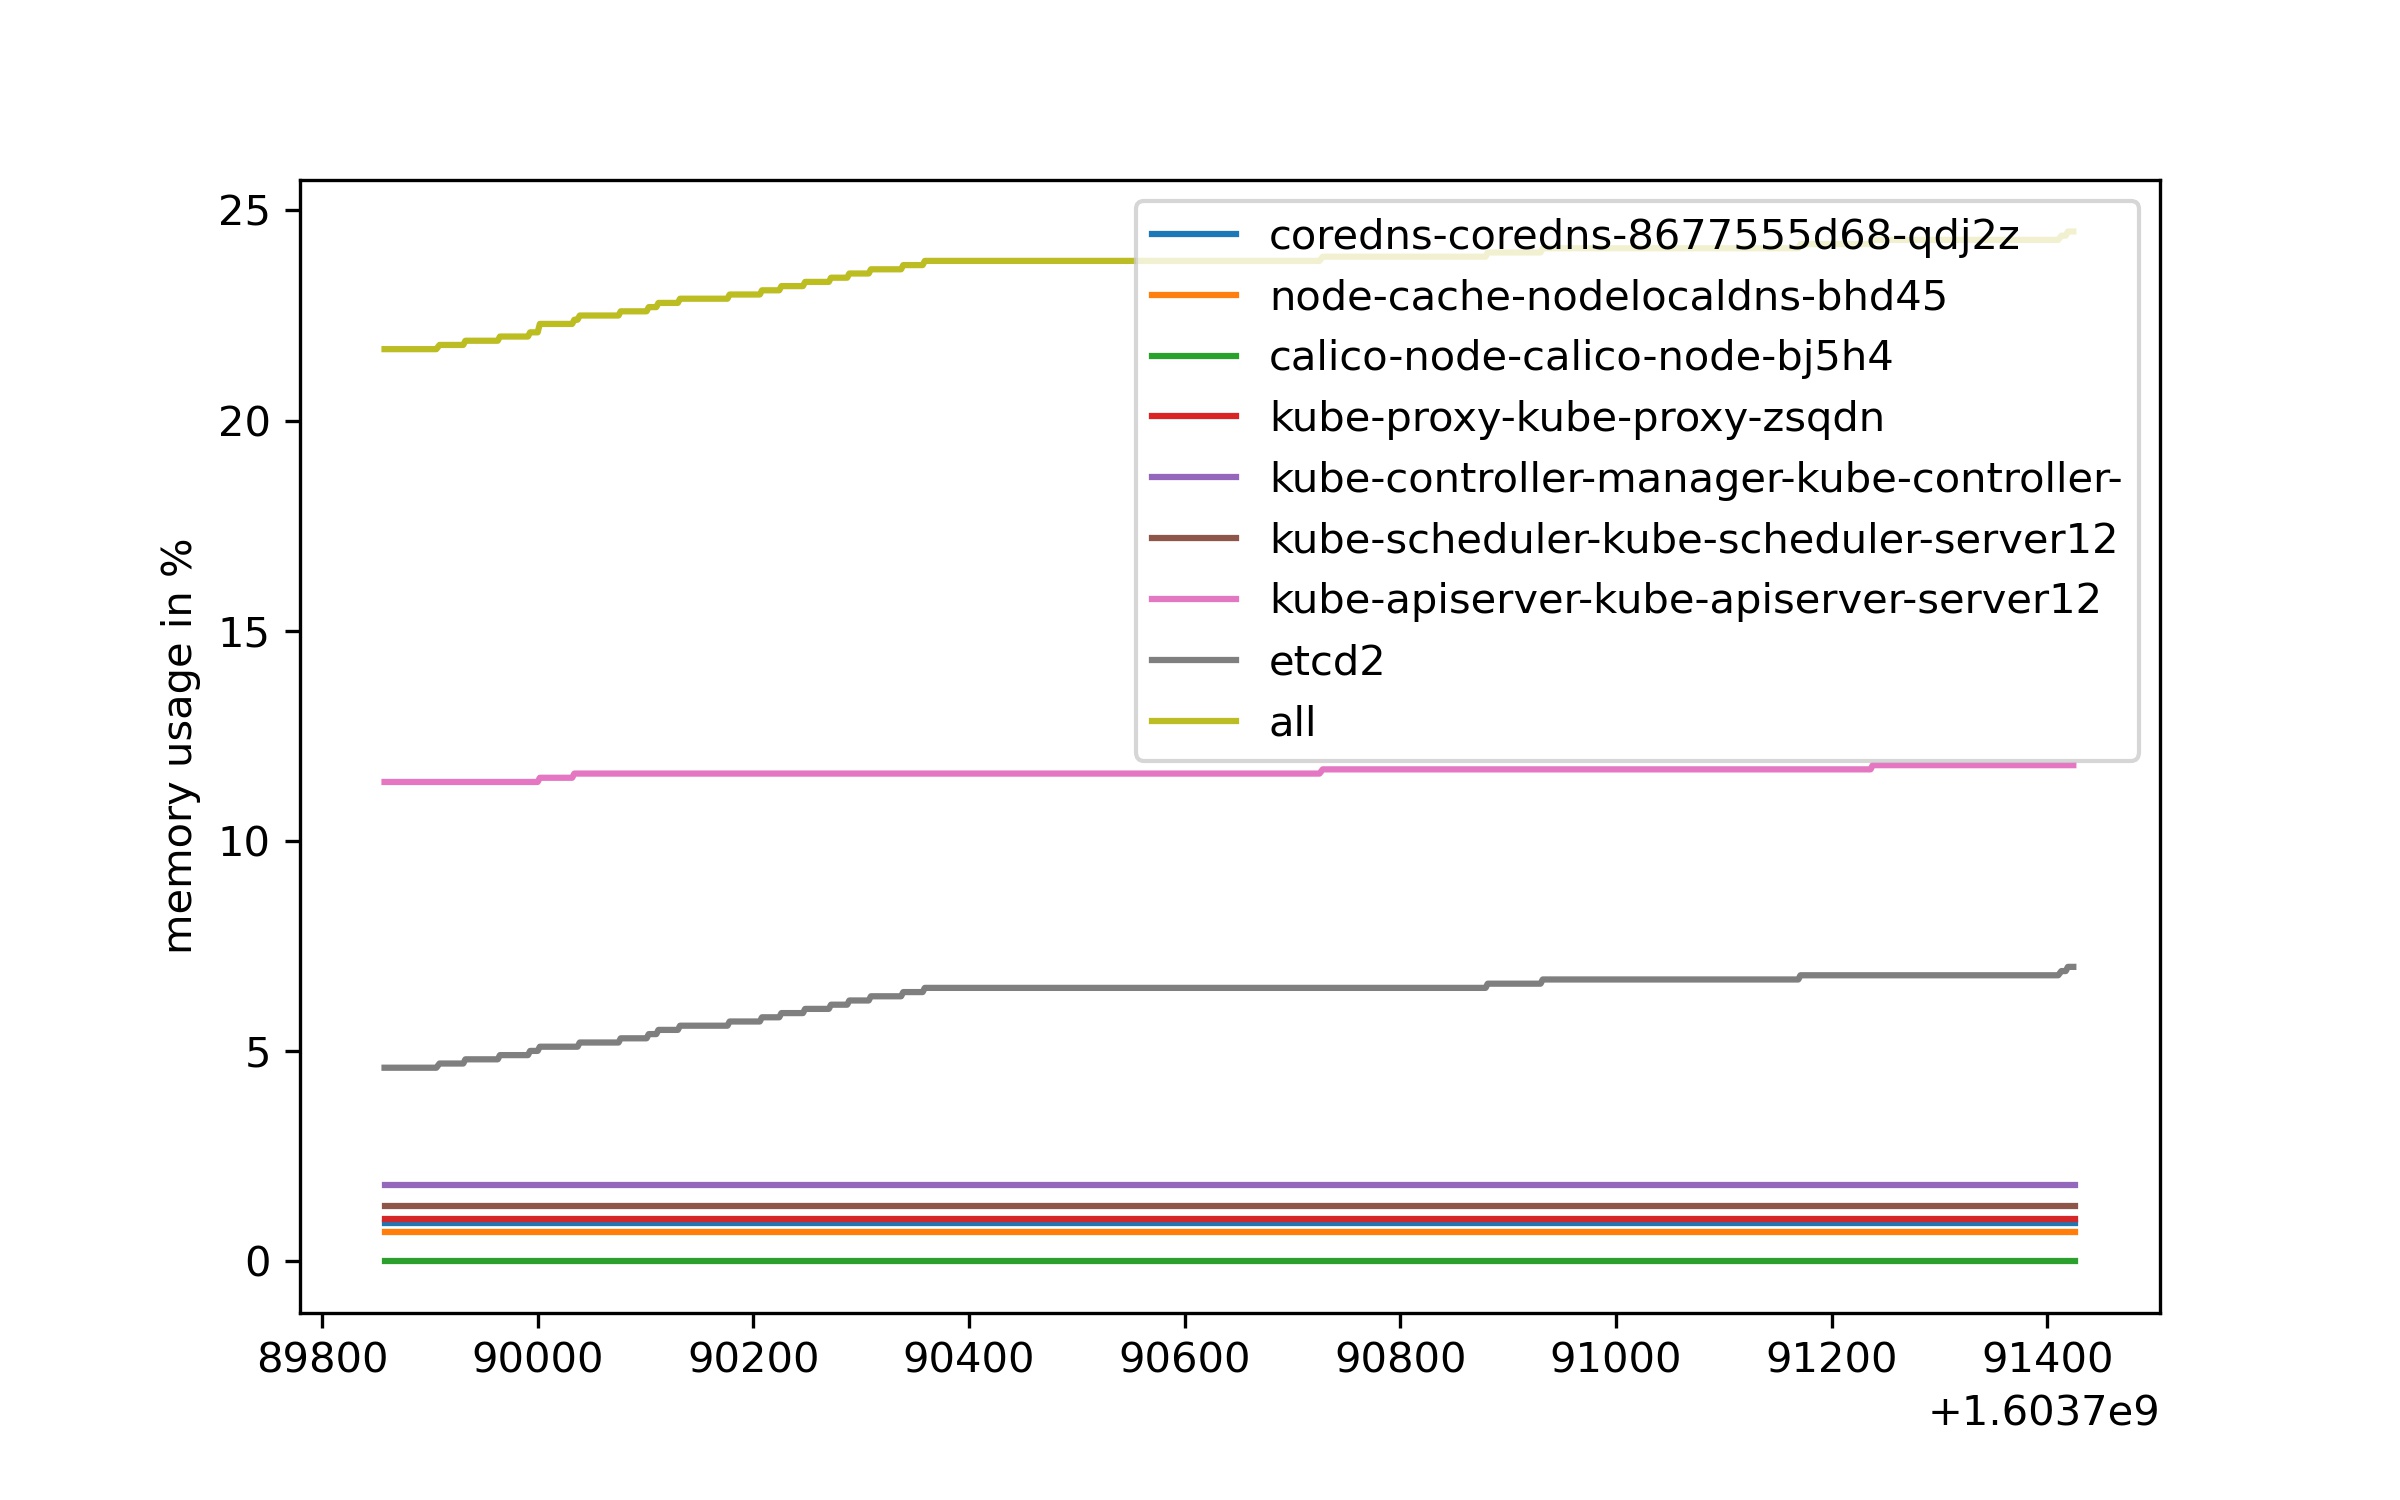 25
20
15
10
5
0
memory usage in %
coredns-coredns-8677555d68-qdj2z
node-cache-nodelocaldns-bhd45
calico-node-calico-node-bj5h4
kube-proxy-kube-proxy-zsqdn
kube-controller-manager-kube-controller-
kube-scheduler-kube-scheduler-server12
kube-apiserver-kube-apiserver-server12
etcd2
all
89800 90000 90200 90400 90600 90800 91000 91200 91400
+1.6037e9